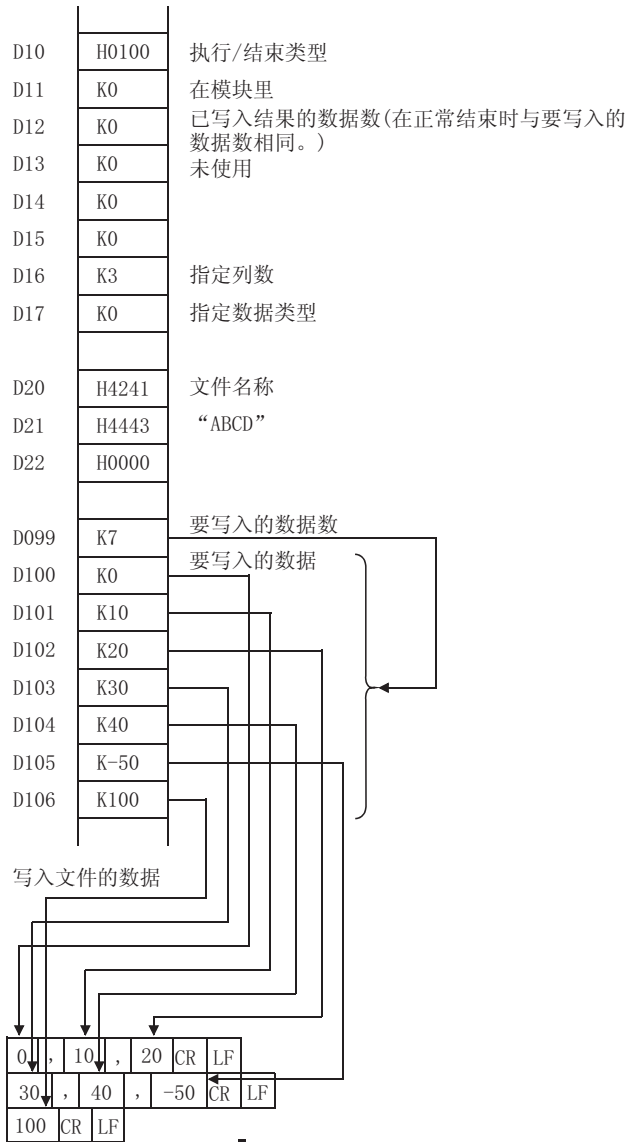 D10 H0100 执行/结束类型
D11 K0 在模块里
D12 K0 已写入结果的数据数(在正常结束时与要写入的
数据数相同。)
D13 K0 未使用
D14 K0
D15 K0
D16 K3 指定列数
D17 K0 指定数据类型
D20 H4241 文件名称
D21 H4443 “ABCD”
D22 H0000
D099 K7 要写入的数据数
D100 K0 要写入的数据
D101 K10
D102 K20
D103 K30
D104 K40
D105 K-50
D106 K100
写入文件的数据
0 , 10 , 20 CR LF
30 , 40 , -50 CR LF
100 CR LF